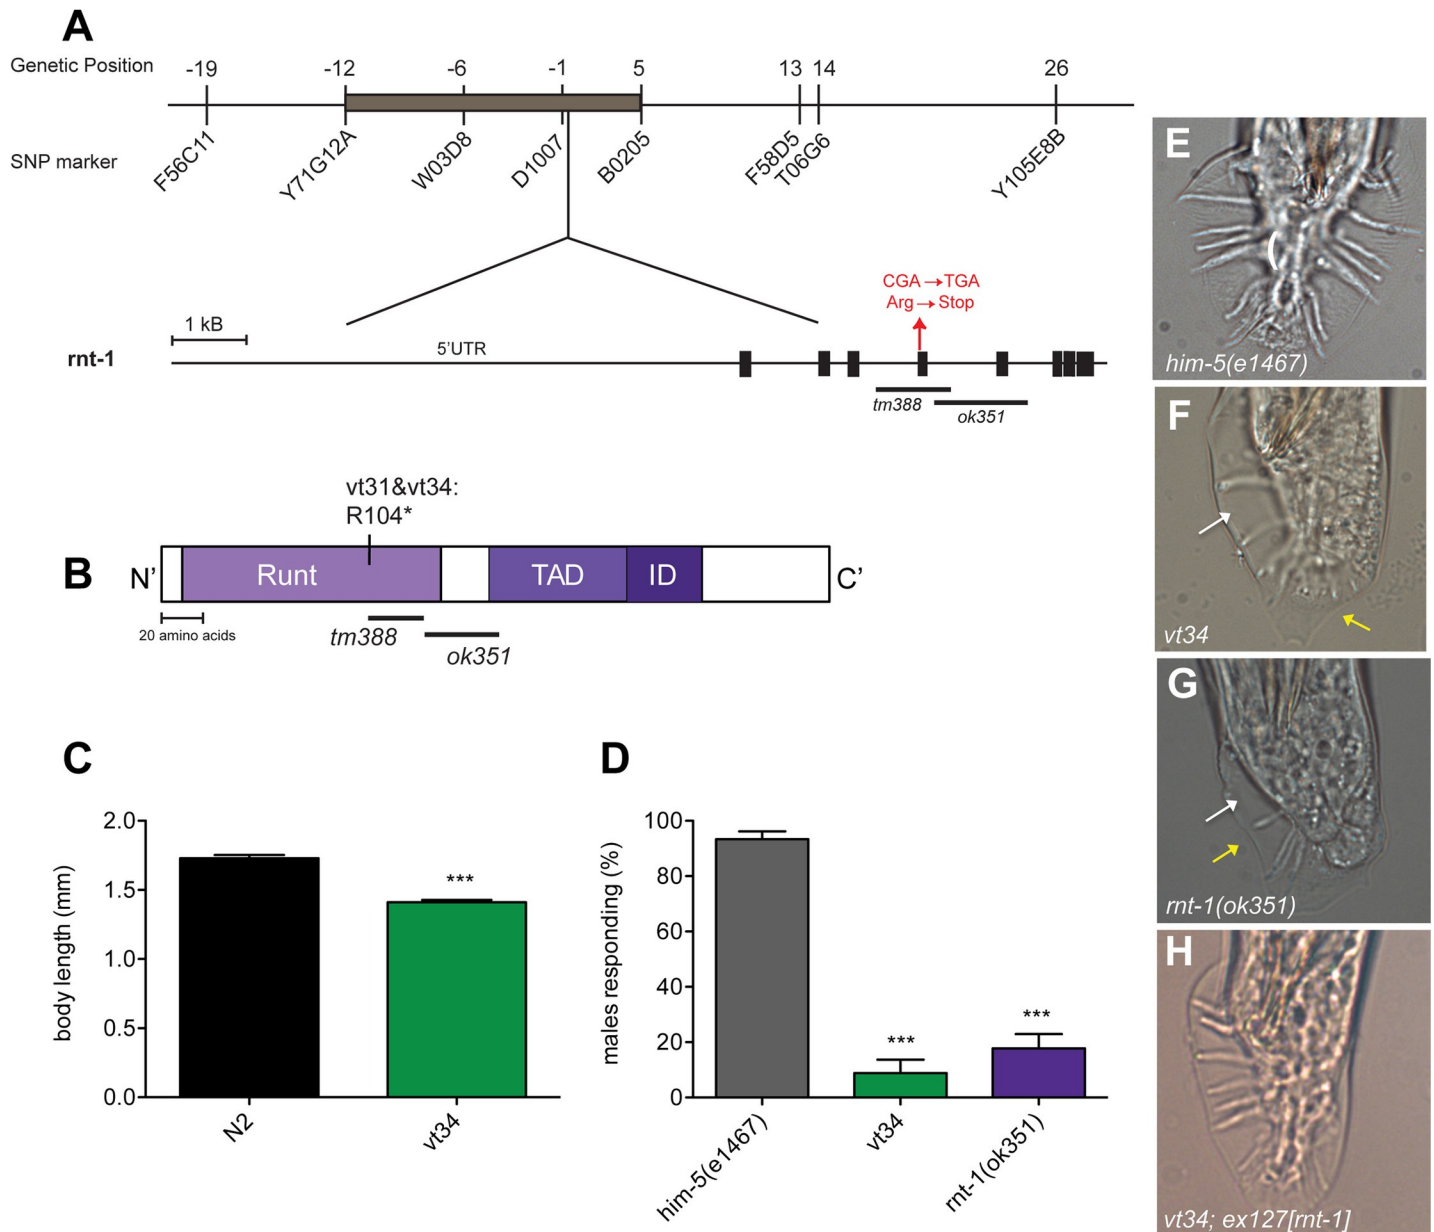 A
Genetic Position
-19 -12 -6 -1 5 13 14 26
SNP marker
F56C11 Y71G12A W03D8 D1007 B0205 F58D5 T06G6 Y105E8B
CGA→TGA
Arg→Stop
1 kB
rnt-1
5'UTR
tm388
ok351
vt31&vt34:
R104*
B
N'
Runt
TAD
ID
C'
20 amino acids
tm388
ok351
C
body length (mm)
2.0
1.5
1.0
0.5
0.0
***
N2
vt34
D
males responding (%)
100
80
60
40
20
0
***
***
him-5(e1467)
vt34
rnt-1(ok351)
E
him-5(e1467)
F
vt34
G
rnt-1(ok351)
H
vt34; ex127[rnt-1]